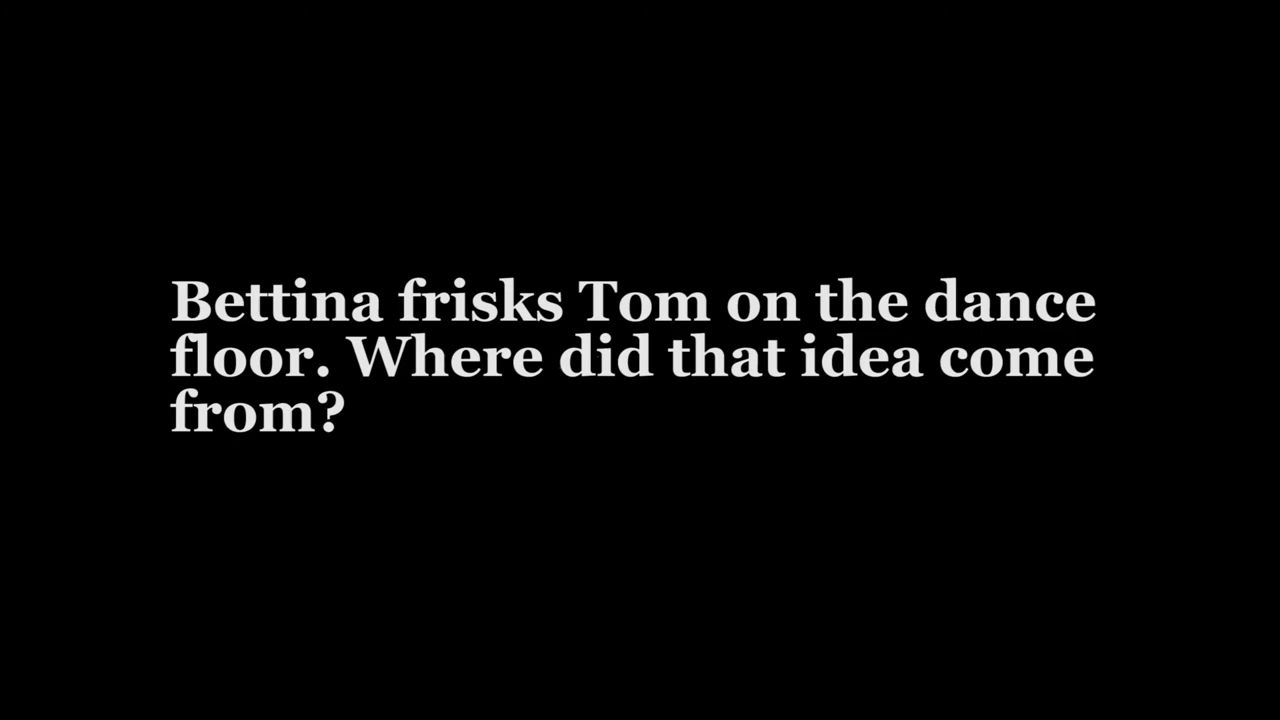 Bettina frisks Tom on the dance
floor. Where did that idea come
from?